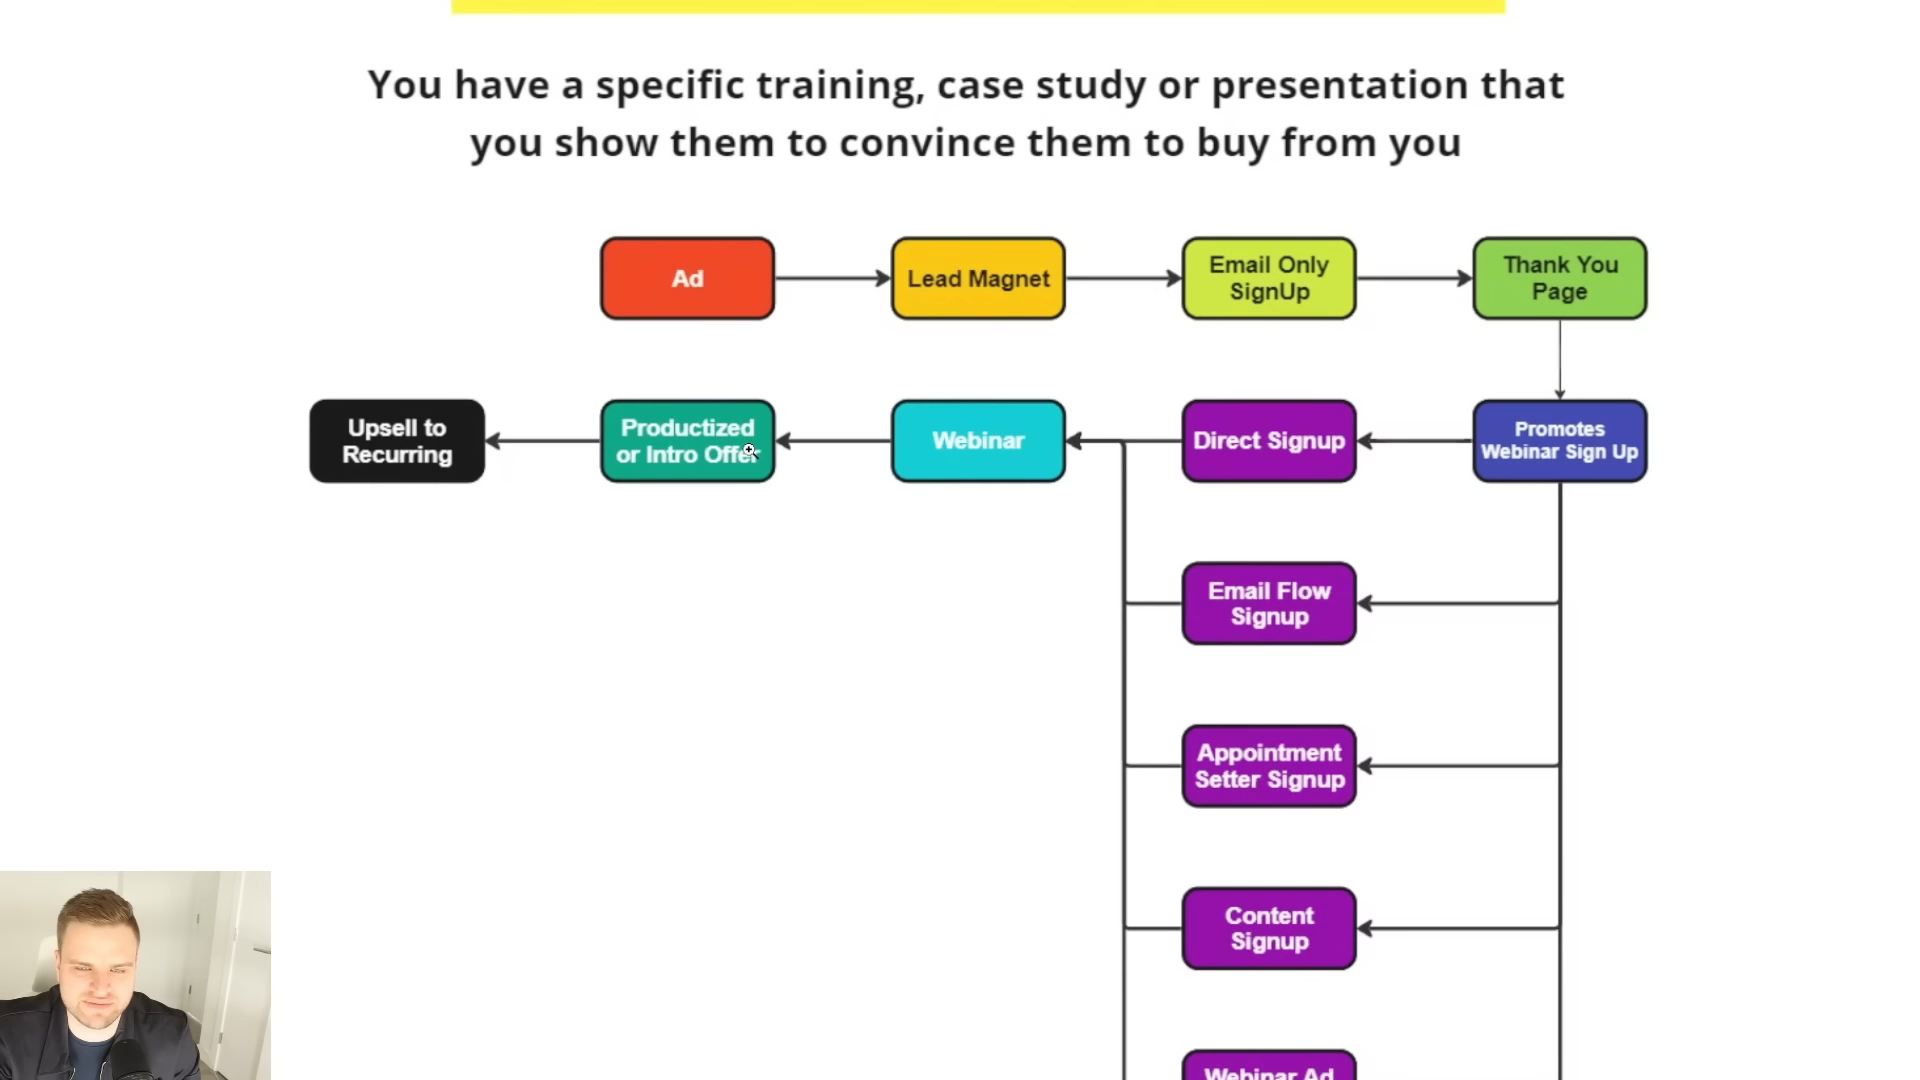 You have a specific training, case study or presentation that
you show them to convince them to buy from you
Ad
Lead Magnet
Email Only
SignUp
Thank You
Page
Upsell to
Recurring
Productized
or Intro Offer
Webinar
Direct Signup
Promotes
Webinar Sign Up
Email Flow
Signup
Appointment
Setter Signup
Content
Signup
Webinar Ad